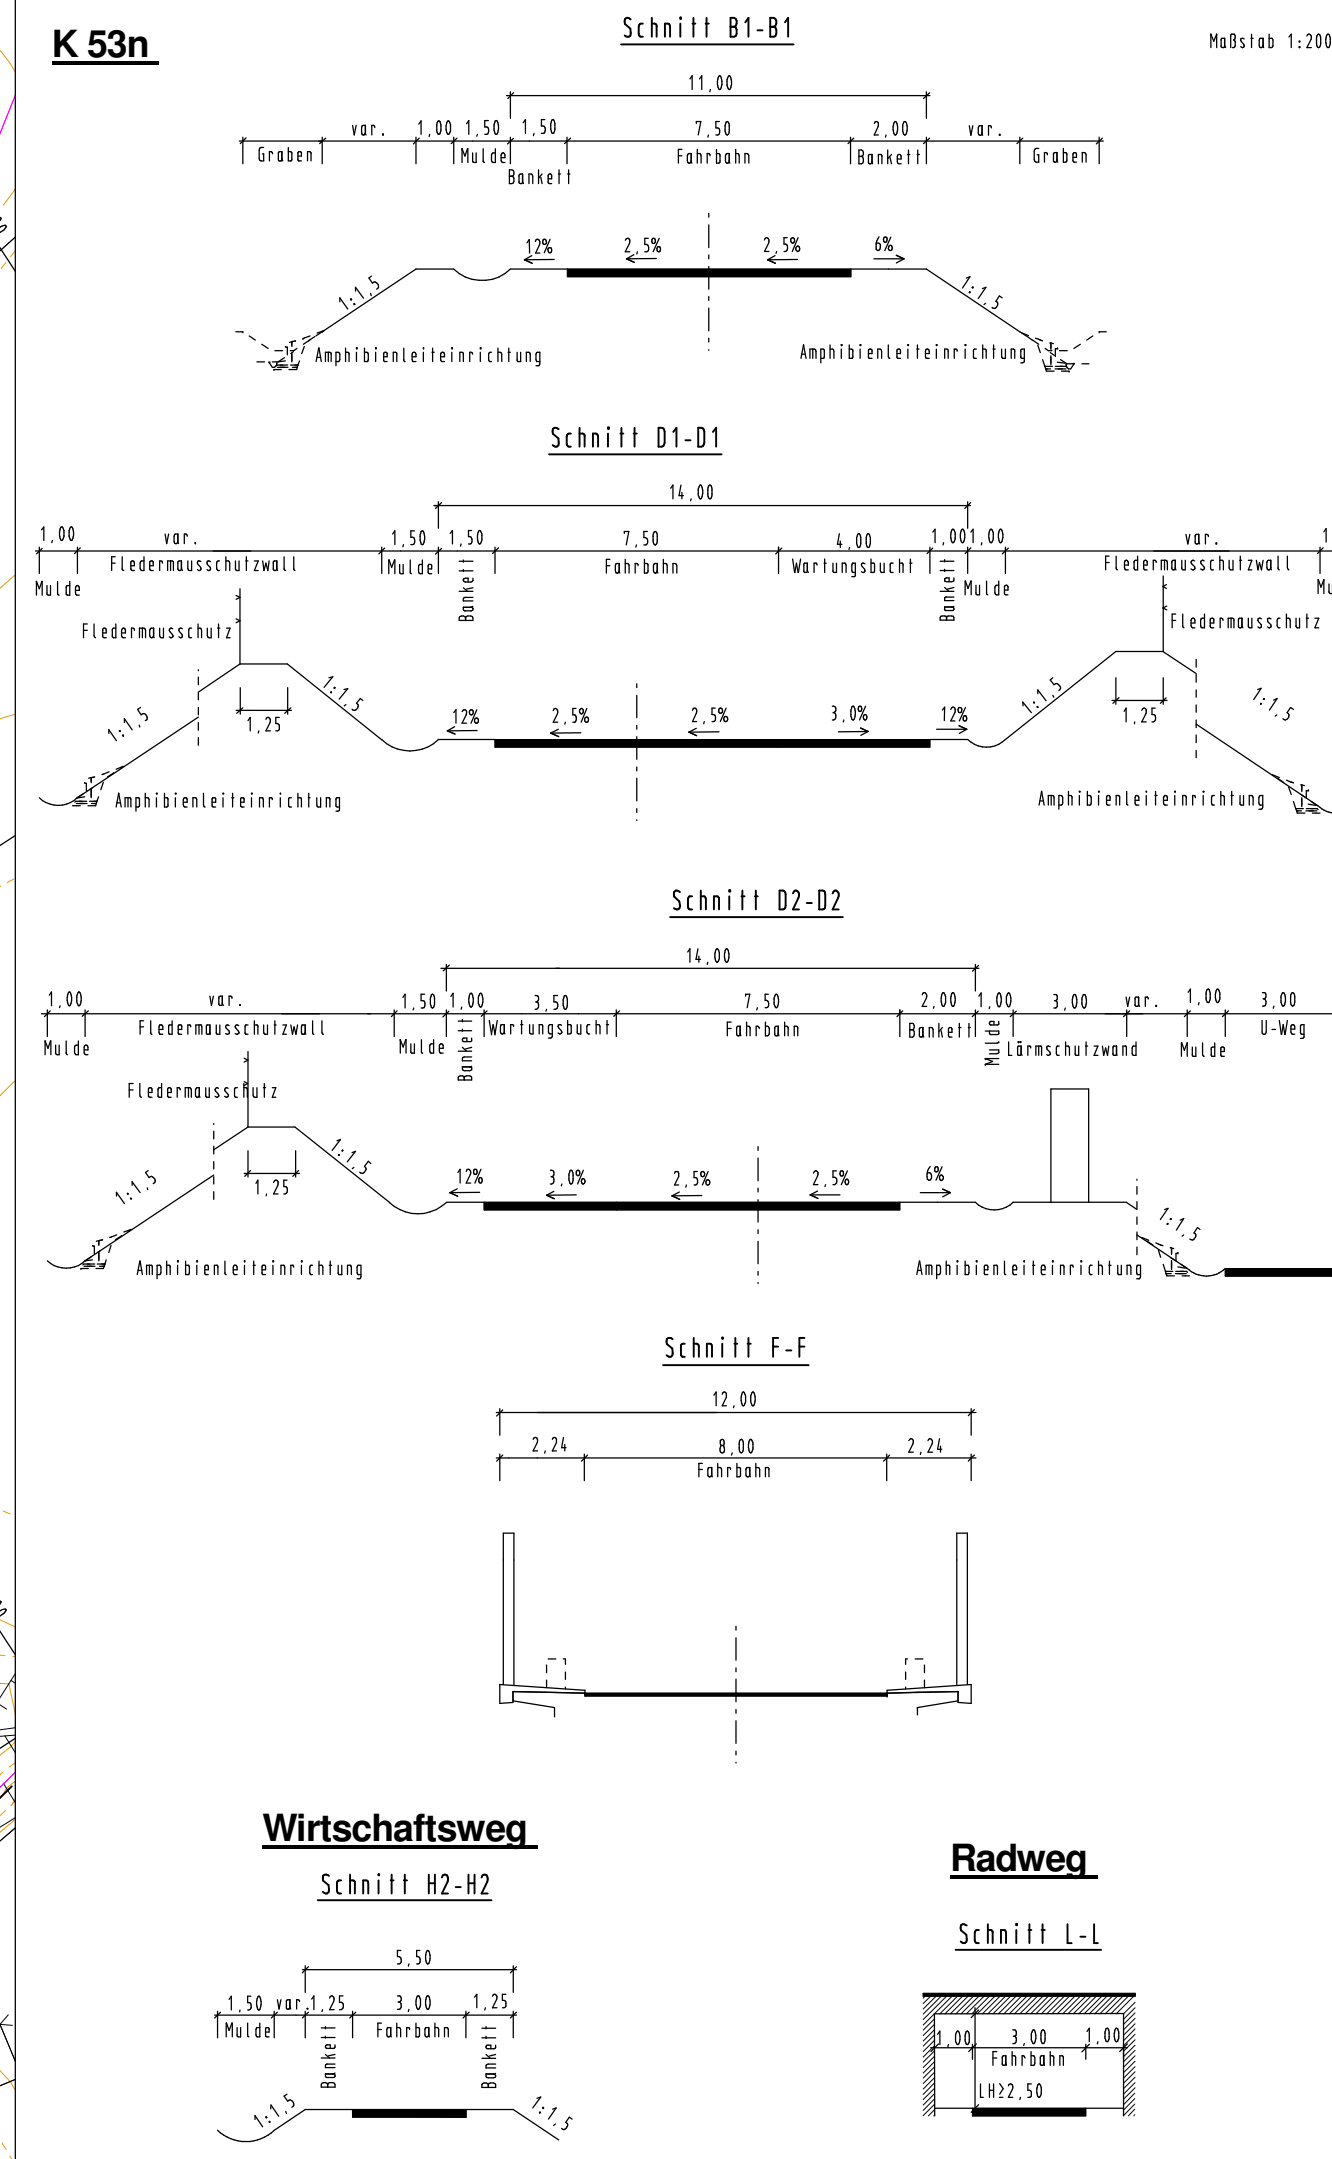 K 53n
Schnitt B1-B1
Maßstab 1:200
11,00
var. 1,00 1,50 1,50 7,50 2,00 var.
Graben Mulde Fahrbahn Bankett Graben
Bankett
12% 2,5% 2,5% 6%
1:1,5 1:1,5
Amphibienleiteinrichtung Amphibienleiteinrichtung
Schnitt D1-D1
14,00
1,00 var. 1,50 1,50 7,50 4,00 1,00 1,00 var. 1
Fledermausschutzwall Mulde Bankett Fahrbahn Wartungsbucht Bankett Fledermausschutzwall
Mulde Mulde Mu
Fledermausschutz Fledermausschutz
1:1,5 1:1,5 1:1,5 1:1,5
1,25 1,25
12% 2,5% 2,5% 3,0% 12%
Amphibienleiteinrichtung Amphibienleiteinrichtung
Schnitt D2-D2
14,00
1,00 var. 1,50 1,00 3,50 7,50 2,00 1,00 3,00 var. 1,00 3,00
Fledermausschutzwall Bankett Wartungsbucht Fahrbahn Bankett Mulde U-Weg
Mulde Mulde Lärmschutzwand Mulde
Fledermausschutz
1:1,5 1:1,5
1,25
12% 3,0% 2,5% 2,5% 6%
1:1,5
Amphibienleiteinrichtung Amphibienleiteinrichtung
Schnitt F-F
12,00
2,24 8,00 2,24
Fahrbahn
Wirtschaftsweg
Schnitt H2-H2
5,50
1,50 var. 1,25 3,00 1,25
Mulde Bankett Fahrbahn Bankett
1:1,5 1:1,5
Radweg
Schnitt L-L
1,00 3,00 1,00
Fahrbahn
LH≥2,50